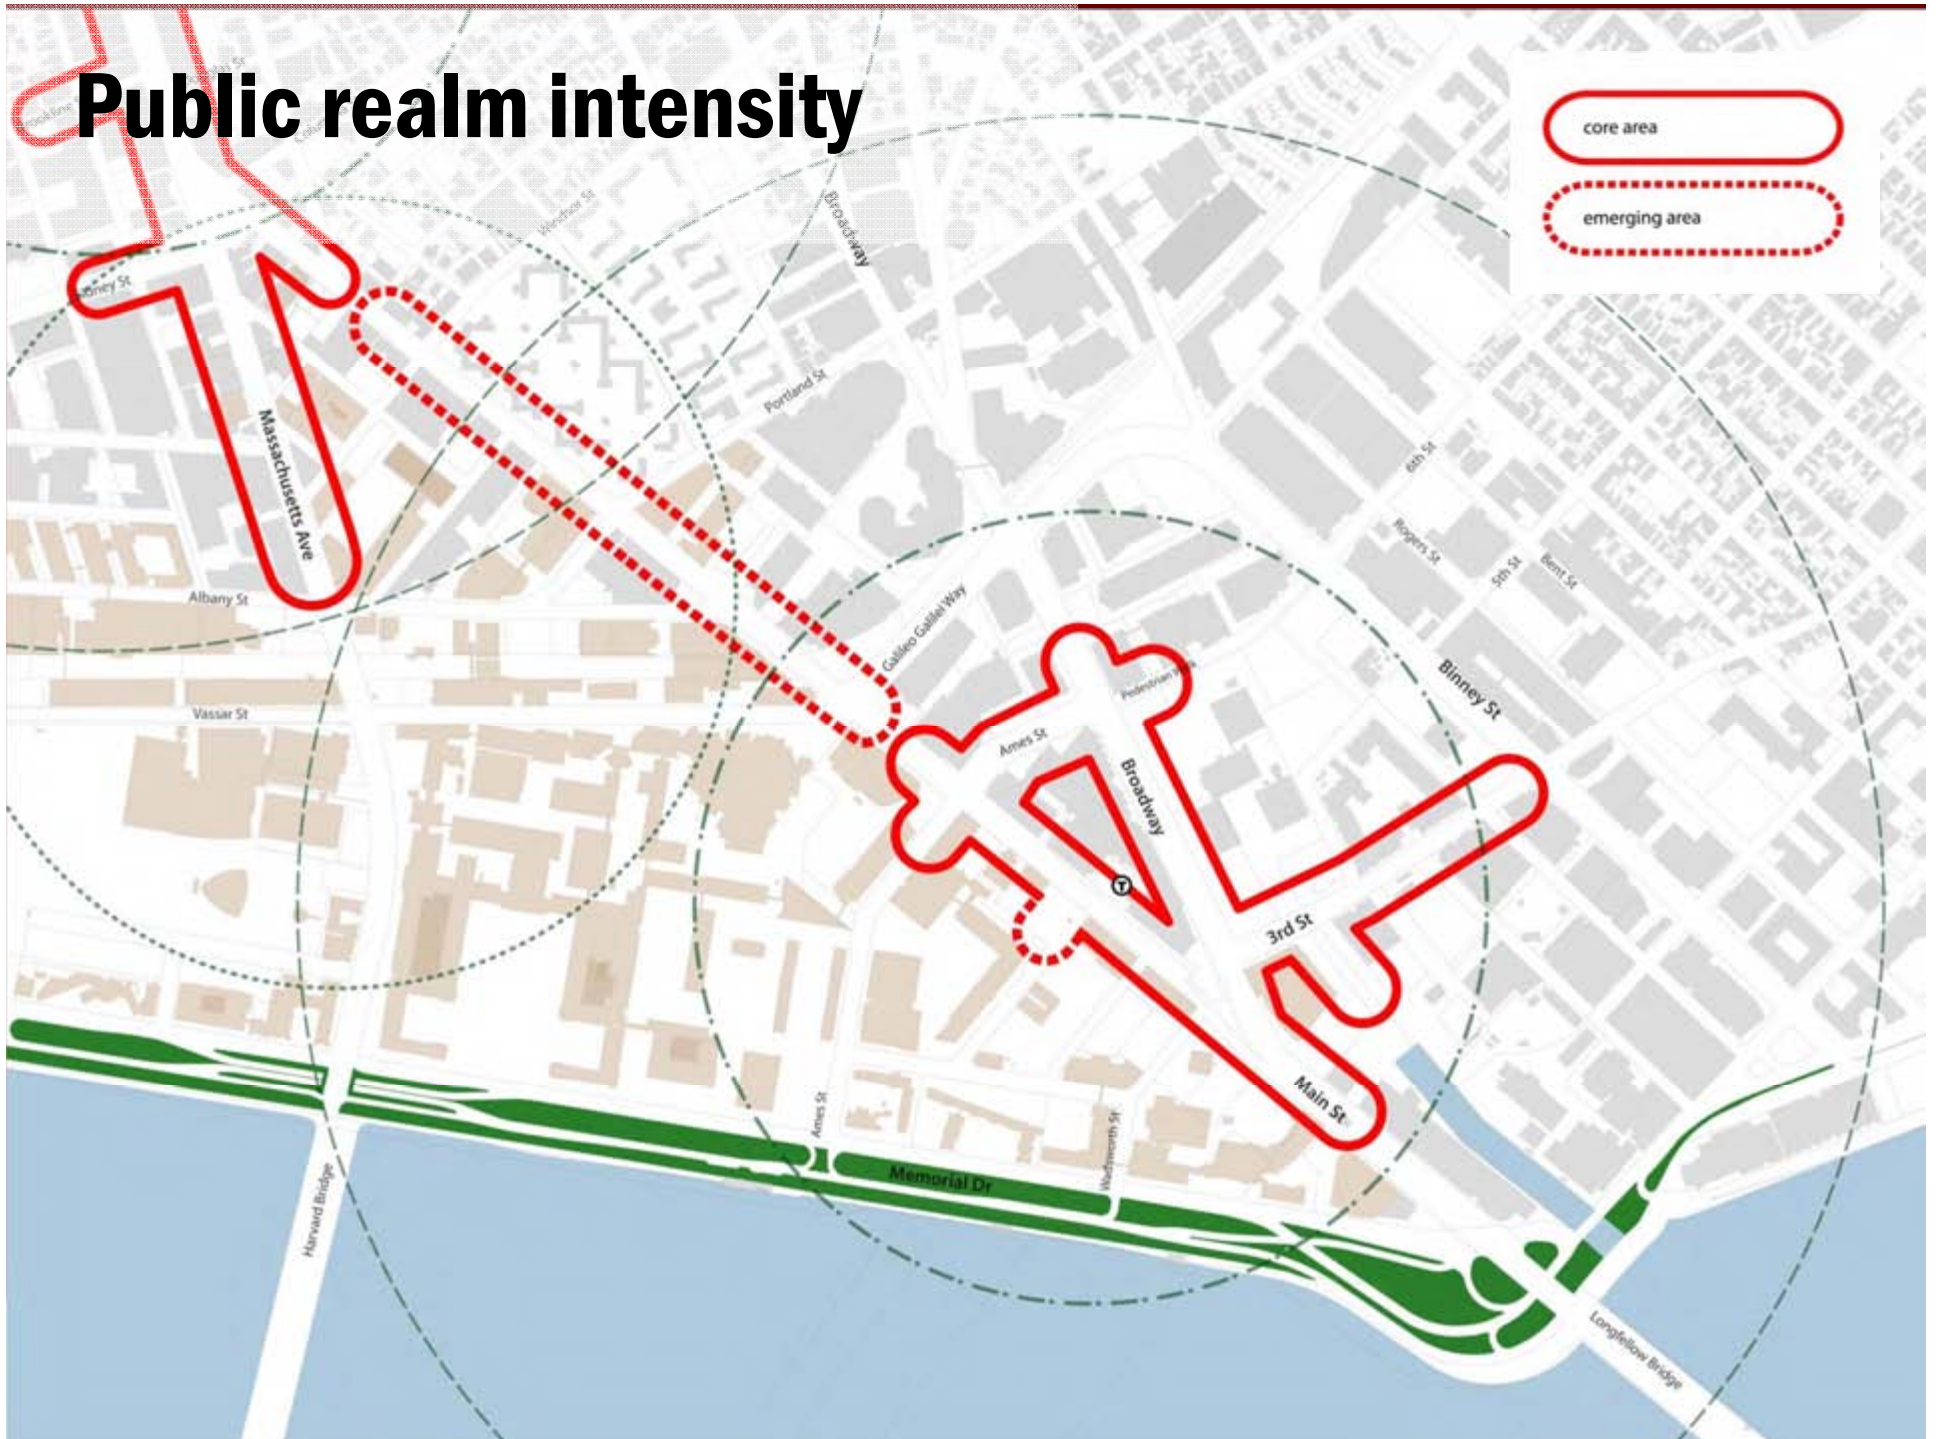 Public realm intensity
core area
emerging area
Windsor St
Broadway
Portland St
6th St
Massachusetts Ave
Rogers St
5th St
Bent St
Albany St
Galileo Galilei Way
Binney St
Vassar St
Pedestrian
Ames St
Broadway
T
3rd St
Main St
Ames St
Wadsworth St
Memorial Dr
Harvard Bridge
Longfellow Bridge